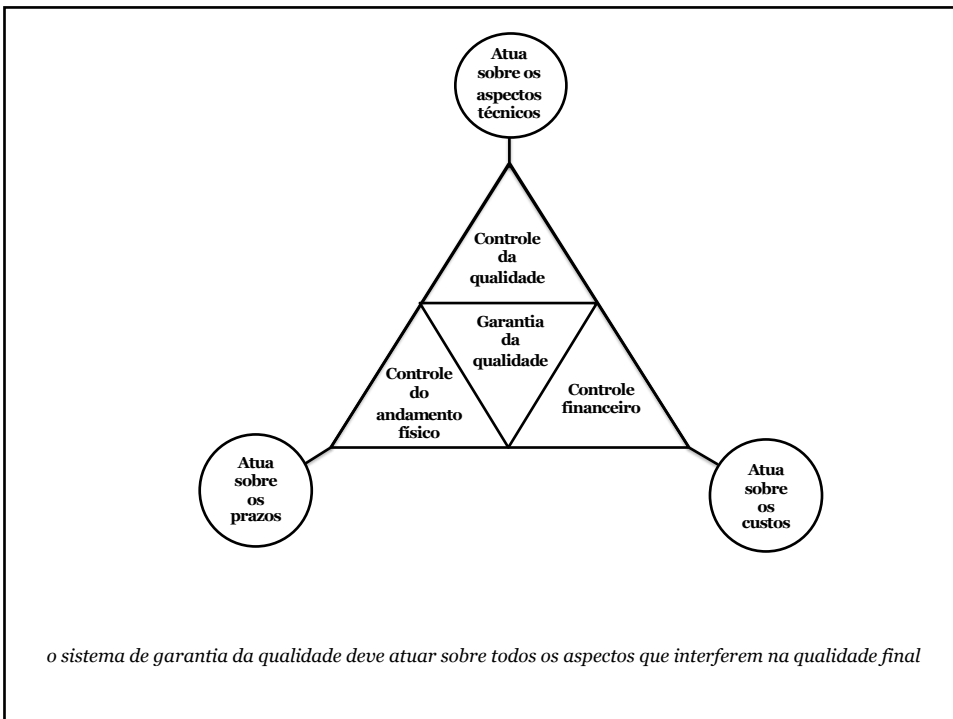 Atua
sobre os
aspectos
técnicos
Controle
da
qualidade
Garantia
da
qualidade
Controle
do
andamento
físico
Controle
financeiro
Atua
sobre
os
prazos
Atua
sobre
os
custos
o sistema de garantia da qualidade deve atuar sobre todos os aspectos que interferem na qualidade final